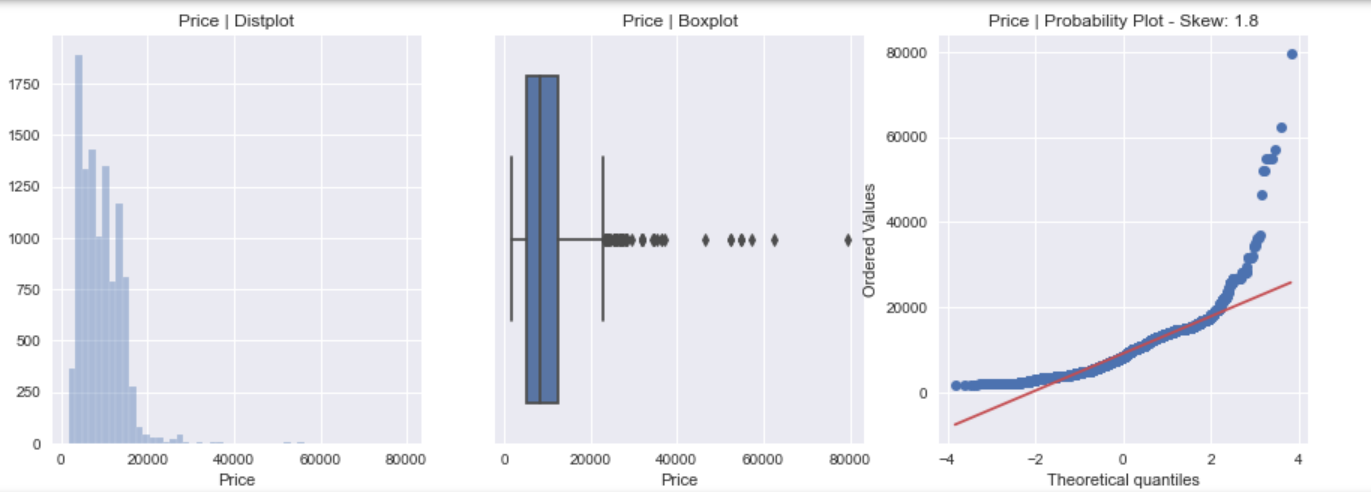 Price | Distplot
1750
1500
1250
1000
750
500
250
0
0 20000 40000 60000 80000
Price
Price | Boxplot
0 20000 40000 60000 80000
Price
Price | Probability Plot - Skew: 1.8
Ordered Values
80000
60000
40000
20000
0
−4 −2 0 2 4
Theoretical quantiles